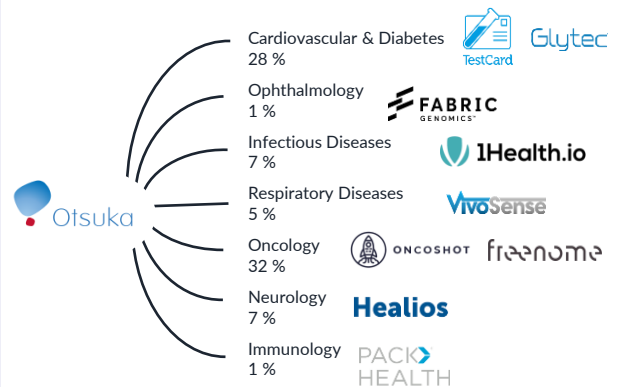 Cardiovascular & Diabetes
28 %
TestCard
Glytec
Ophthalmology
1 %
FABRIC
GENOMICS™
Infectious Diseases
7 %
1Health.io
Otsuka
Respiratory Diseases
5 %
VivoSense
Oncology
32 %
ONCOSHOT
freenome
Neurology
7 %
Healios
Immunology
1 %
PACK
HEALTH